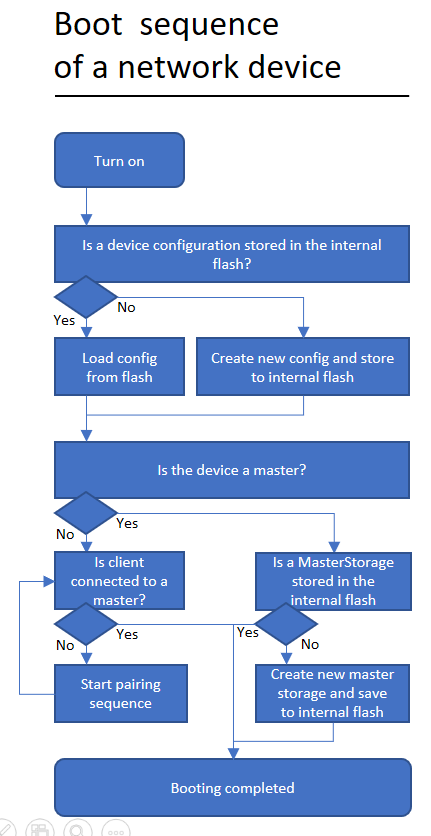 Boot sequence
of a network device
Turn on
Is a device configuration stored in the internal
flash?
No
Yes
Load config
from flash
Create new config and store
to internal flash
Is the device a master?
Yes
No
Is client
connected to a
master?
Is a MasterStorage
stored in the
internal flash
Yes
No
Yes
No
Start pairing
sequence
Create new master
storage and save
to internal flash
Booting completed